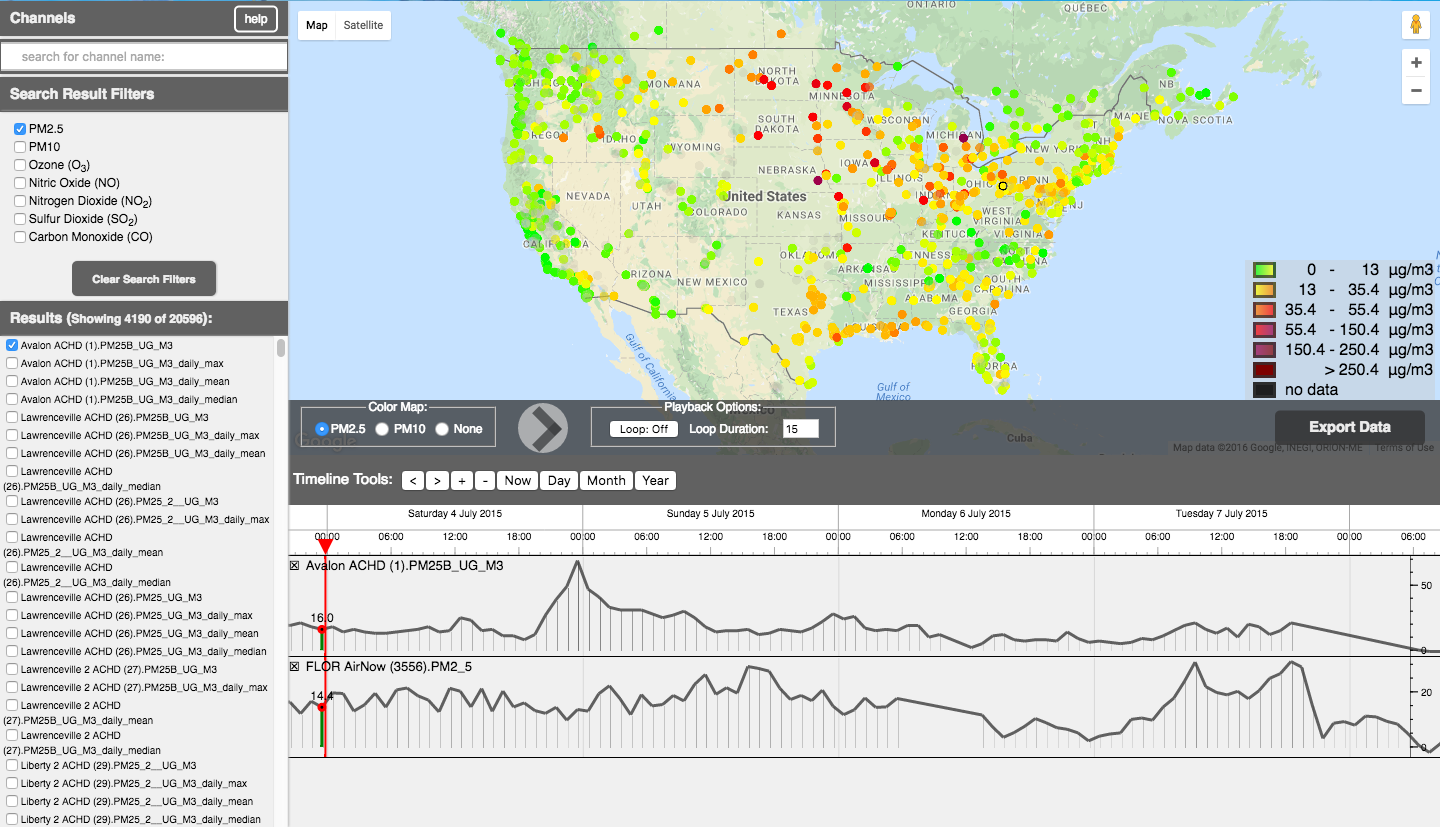 Channels
help
search for channel name:
Search Result Filters
PM2.5
PM10
Ozone (O3)
Nitric Oxide (NO)
Nitrogen Dioxide (NO2)
Sulfur Dioxide (SO2)
Carbon Monoxide (CO)
Clear Search Filters
Results (Showing 4190 of 20596):
Avalon ACHD (1).PM25B_UG_M3
Avalon ACHD (1).PM25B_UG_M3_daily_max
Avalon ACHD (1).PM25B_UG_M3_daily_mean
Avalon ACHD (1).PM25B_UG_M3_daily_median
Lawrenceville ACHD (26).PM25B_UG_M3
Lawrenceville ACHD (26).PM25B_UG_M3_daily_max
Lawrenceville ACHD (26).PM25B_UG_M3_daily_mean
Lawrenceville ACHD
(26).PM25B_UG_M3_daily_median
Lawrenceville ACHD (26).PM25_2__UG_M3
Lawrenceville ACHD (26).PM25_2__UG_M3_daily_max
Lawrenceville ACHD
(26).PM25_2__UG_M3_daily_mean
Lawrenceville ACHD
(26).PM25_2__UG_M3_daily_median
Lawrenceville ACHD (26).PM25_UG_M3
Lawrenceville ACHD (26).PM25_UG_M3_daily_max
Lawrenceville ACHD (26).PM25_UG_M3_daily_mean
Lawrenceville ACHD (26).PM25_UG_M3_daily_median
Lawrenceville 2 ACHD (27).PM25B_UG_M3
Lawrenceville 2 ACHD (27).PM25B_UG_M3_daily_max
Lawrenceville 2 ACHD
(27).PM25B_UG_M3_daily_mean
Lawrenceville 2 ACHD
(27).PM25B_UG_M3_daily_median
Liberty 2 ACHD (29).PM25_2__UG_M3
Liberty 2 ACHD (29).PM25_2__UG_M3_daily_max
Liberty 2 ACHD (29).PM25_2__UG_M3_daily_mean
Liberty 2 ACHD (29).PM25_2__UG_M3_daily_median
Map Satellite
ONTARIO
QUÉBEC
NB
NOVA SCOTIA
MAINE
MONTANA
NORTH
DAKOTA
MINNESOTA
SOUTH
DAKOTA
WISCONSIN
MICHIGAN
NEW YORK
WYOMING
IDAHO
NEBRASKA
IOWA
ILLINOIS
OHIO
NEVADA
UTAH
COLORADO
United States
KANSAS
MISSOURI
WEST
VIRGINIA
KENTUCKY
VIRGINIA
CALIFORNIA
OKLAHOMA
ARKANSAS
NEW MEXICO
MISSISSIPPI
ALABAMA
SOUTH
CAROLINA
GEORGIA
TEXAS
FLORIDA
Gulf of California
Gulf of
Mexico
Cuba
0 - 13 µg/m3
13 - 35.4 µg/m3
35.4 - 55.4 µg/m3
55.4 - 150.4 µg/m3
150.4 - 250.4 µg/m3
> 250.4 µg/m3
no data
Color Map:
PM2.5 PM10 None
Playback Options:
Loop: Off Loop Duration: 15
Export Data
Google
Map data ©2016 Google, INEGI, ORION-ME Terms of Use
Timeline Tools: < > + - Now Day Month Year
Saturday 4 July 2015 Sunday 5 July 2015 Monday 6 July 2015 Tuesday 7 July 2015
00:00 06:00 12:00 18:00 00:00 06:00 12:00 18:00 00:00 06:00 12:00 18:00 00:00 06:00 12:00 18:00 00:00 06:00
Avalon ACHD (1).PM25B_UG_M3
50
16.0
0
FLOR AirNow (3556).PM2_5
14.4
20
0